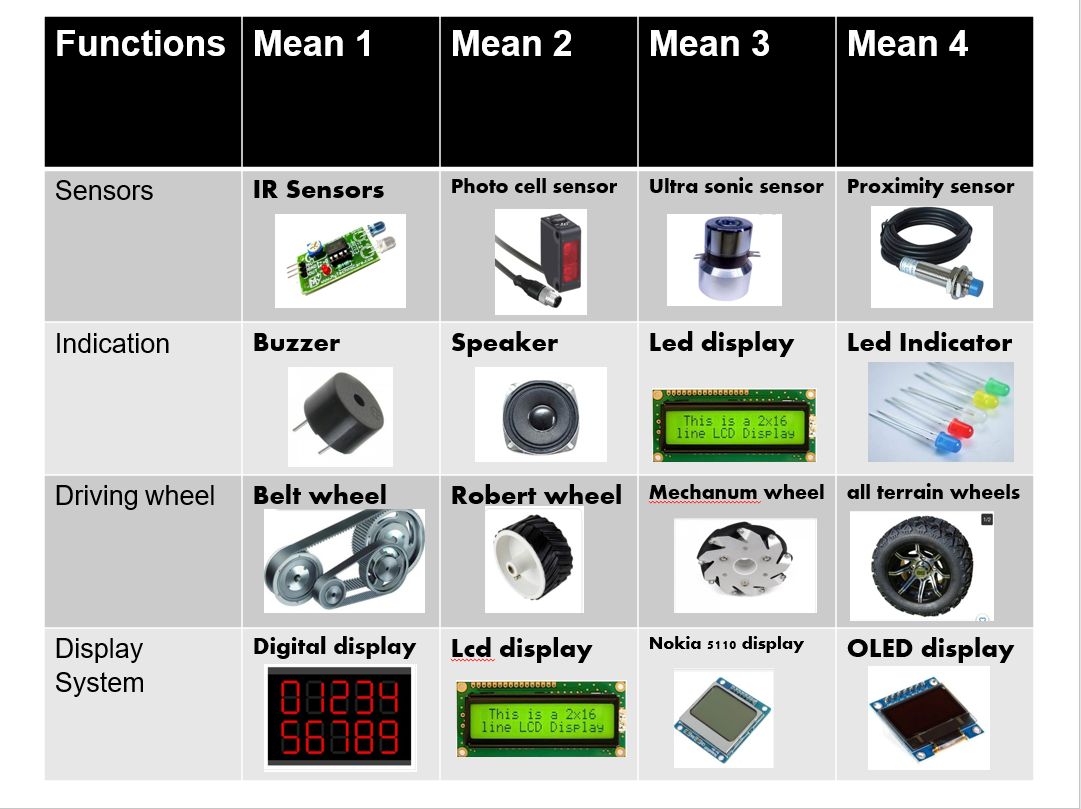 Functions Mean 1 Mean 2 Mean 3 Mean 4
Sensors IR Sensors Photo cell sensor Ultra sonic sensor Proximity sensor
Indication Buzzer Speaker Led display Led Indicator
This is a 2x16
line LCD Display
Driving wheel Belt wheel Robert wheel Mechanum wheel all terrain wheels
1/2
Display Digital display Lcd display Nokia 5110 display OLED display
System
01234
56789
This is a 2x16
line LCD Display